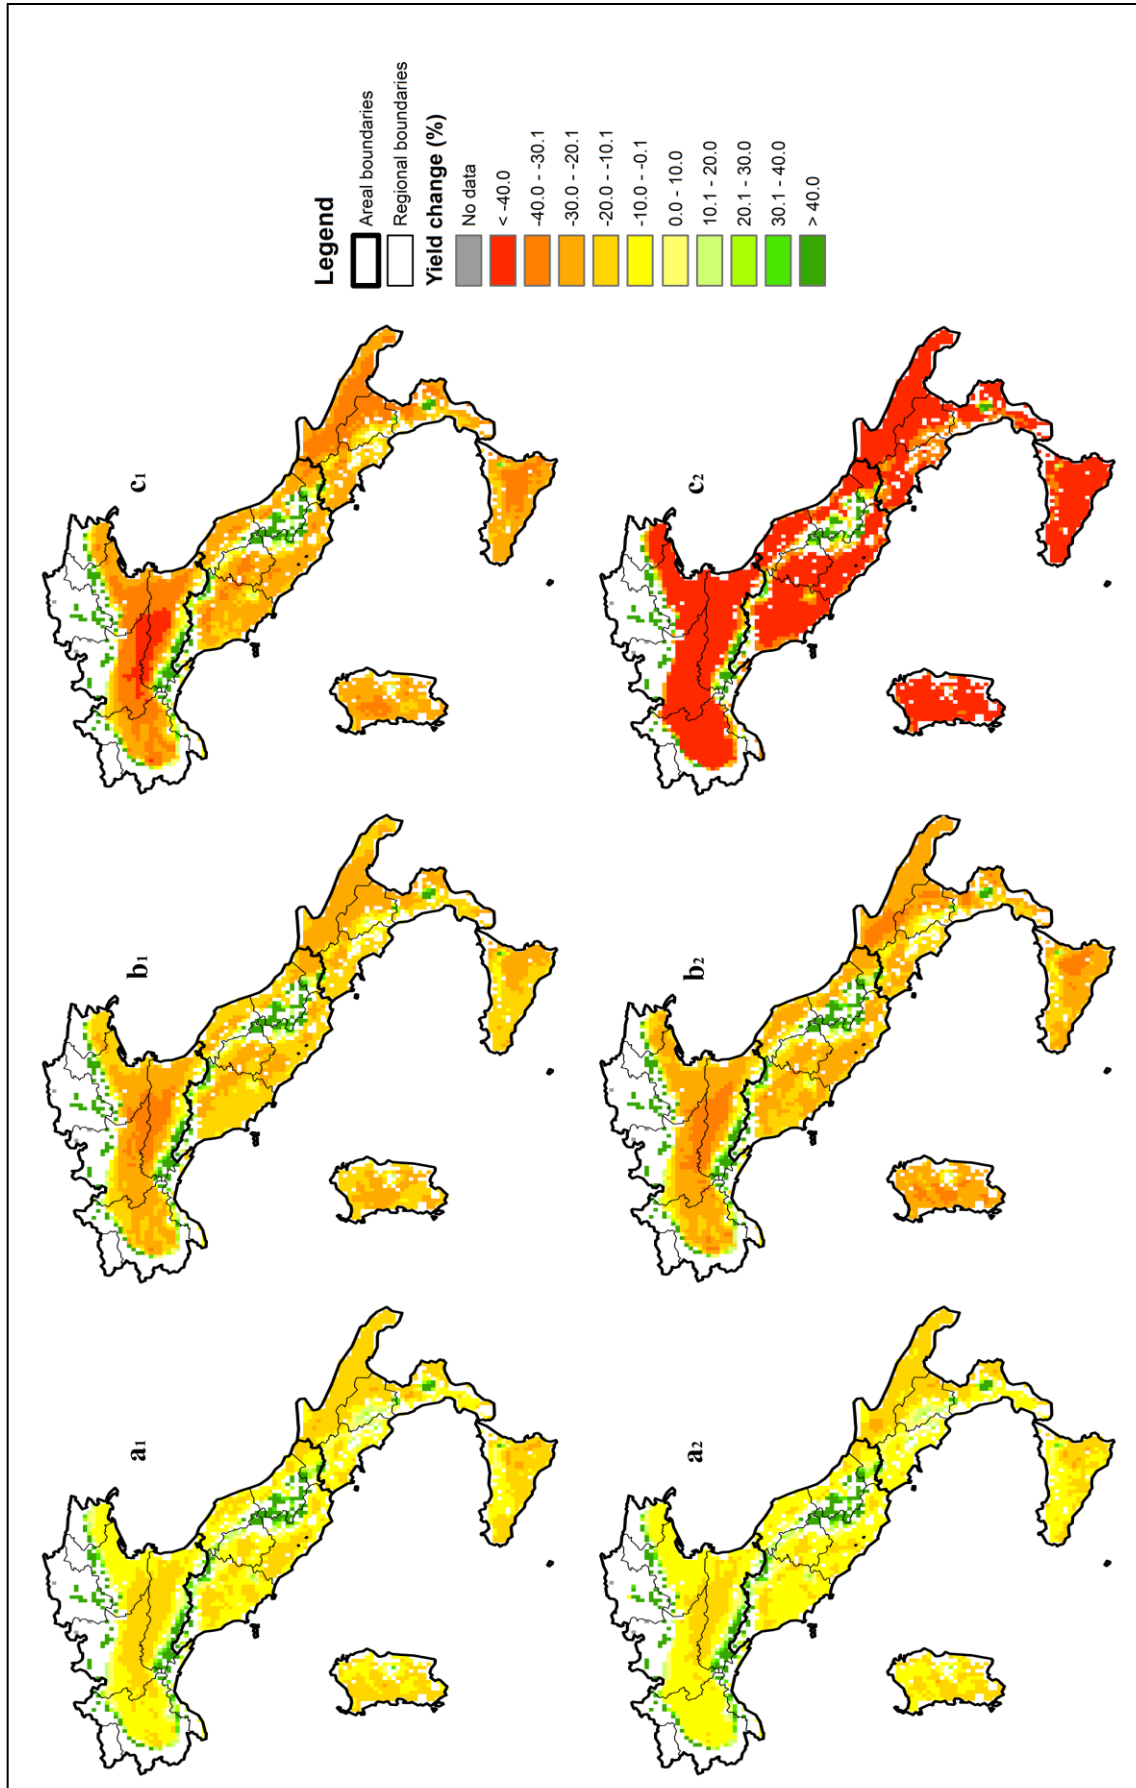 a1
b1
c1
a2
b2
c2
Legend
Areal boundaries
Regional boundaries
Yield change (%)
No data
< -40.0
-40.0 - -30.1
-30.0 - -20.1
-20.0 - -10.1
-10.0 - -0.1
0.0 - 10.0
10.1 - 20.0
20.1 - 30.0
30.1 - 40.0
> 40.0